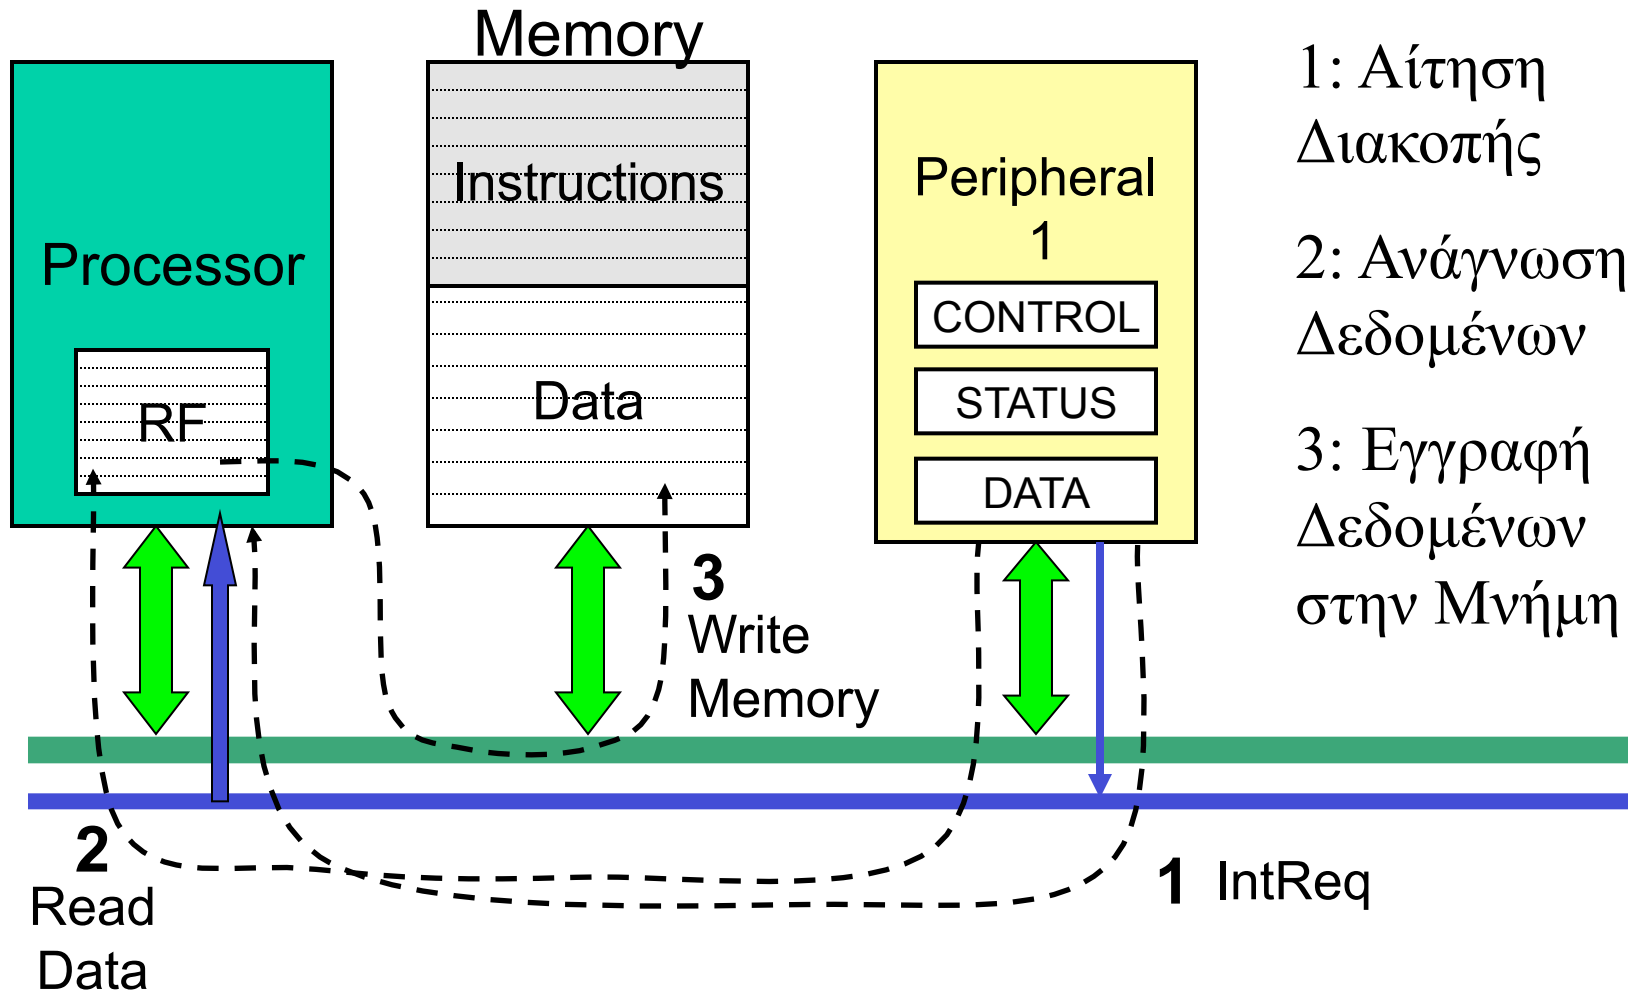 Memory
Processor
RF
Instructions
Data
Peripheral
1
CONTROL
STATUS
DATA
1: Αίτηση
Διακοπής
2: Ανάγνωση
Δεδομένων
3: Εγγραφή
Δεδομένων
στην Μνήμη
3
Write
Memory
2
Read
Data
1 IntReq